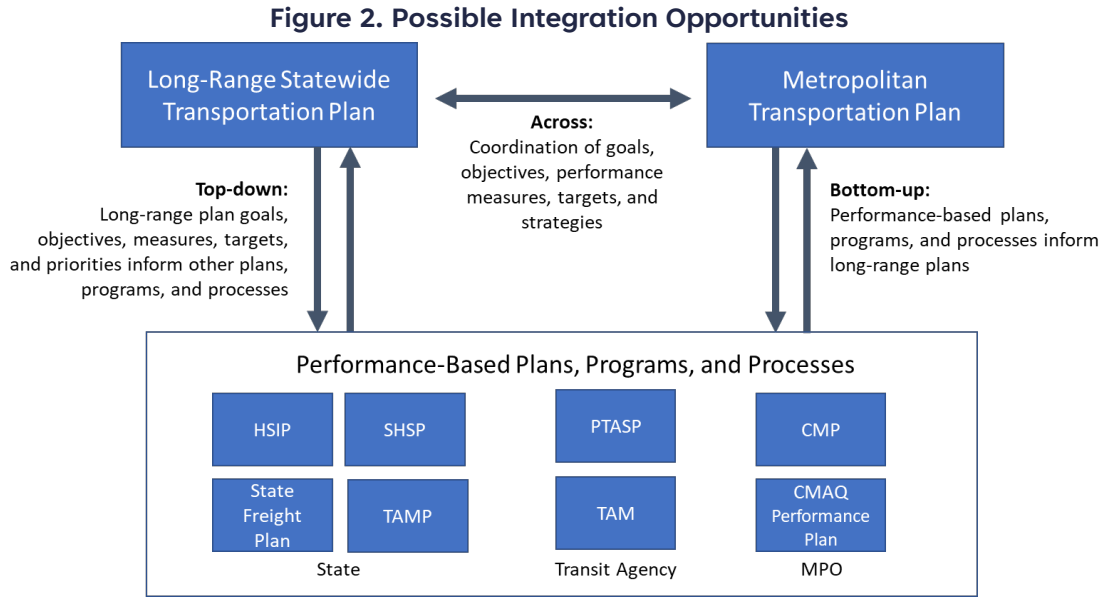 Figure 2. Possible Integration Opportunities
Long-Range Statewide
Transportation Plan
Metropolitan
Transportation Plan
Across:
Coordination of goals,
objectives, performance
measures, targets, and
strategies
Top-down:
Long-range plan goals,
objectives, measures, targets,
and priorities inform other plans,
programs, and processes
Bottom-up:
Performance-based plans,
programs, and processes inform
long-range plans
Performance-Based Plans, Programs, and Processes
HSIP
SHSP
PTASP
CMP
State
Freight
Plan
TAMP
TAM
CMAQ
Performance
Plan
State
Transit Agency
MPO